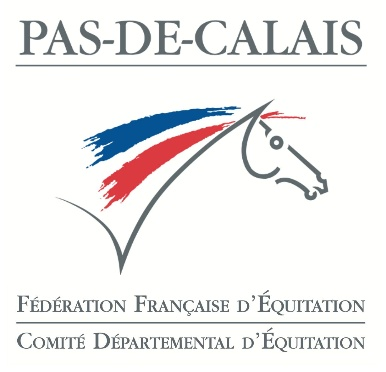 PAS-DE-CALAIS
FÉDÉRATION FRANÇAISE D'ÉQUITATION
COMITÉ DÉPARTEMENTAL D'ÉQUITATION